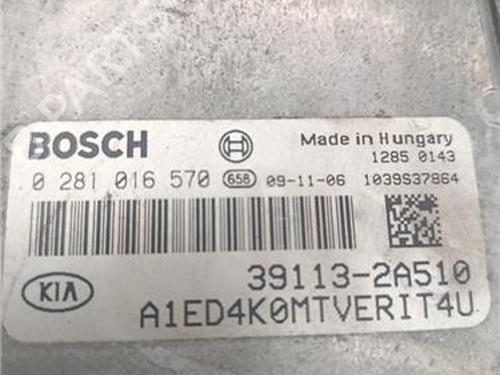 BOSCH
Made in Hungary
1285 0143
0 281 016 570 658 09-11-06 1039S37864
KIA
39113-2A510
A1ED4K0MTVERIT4U